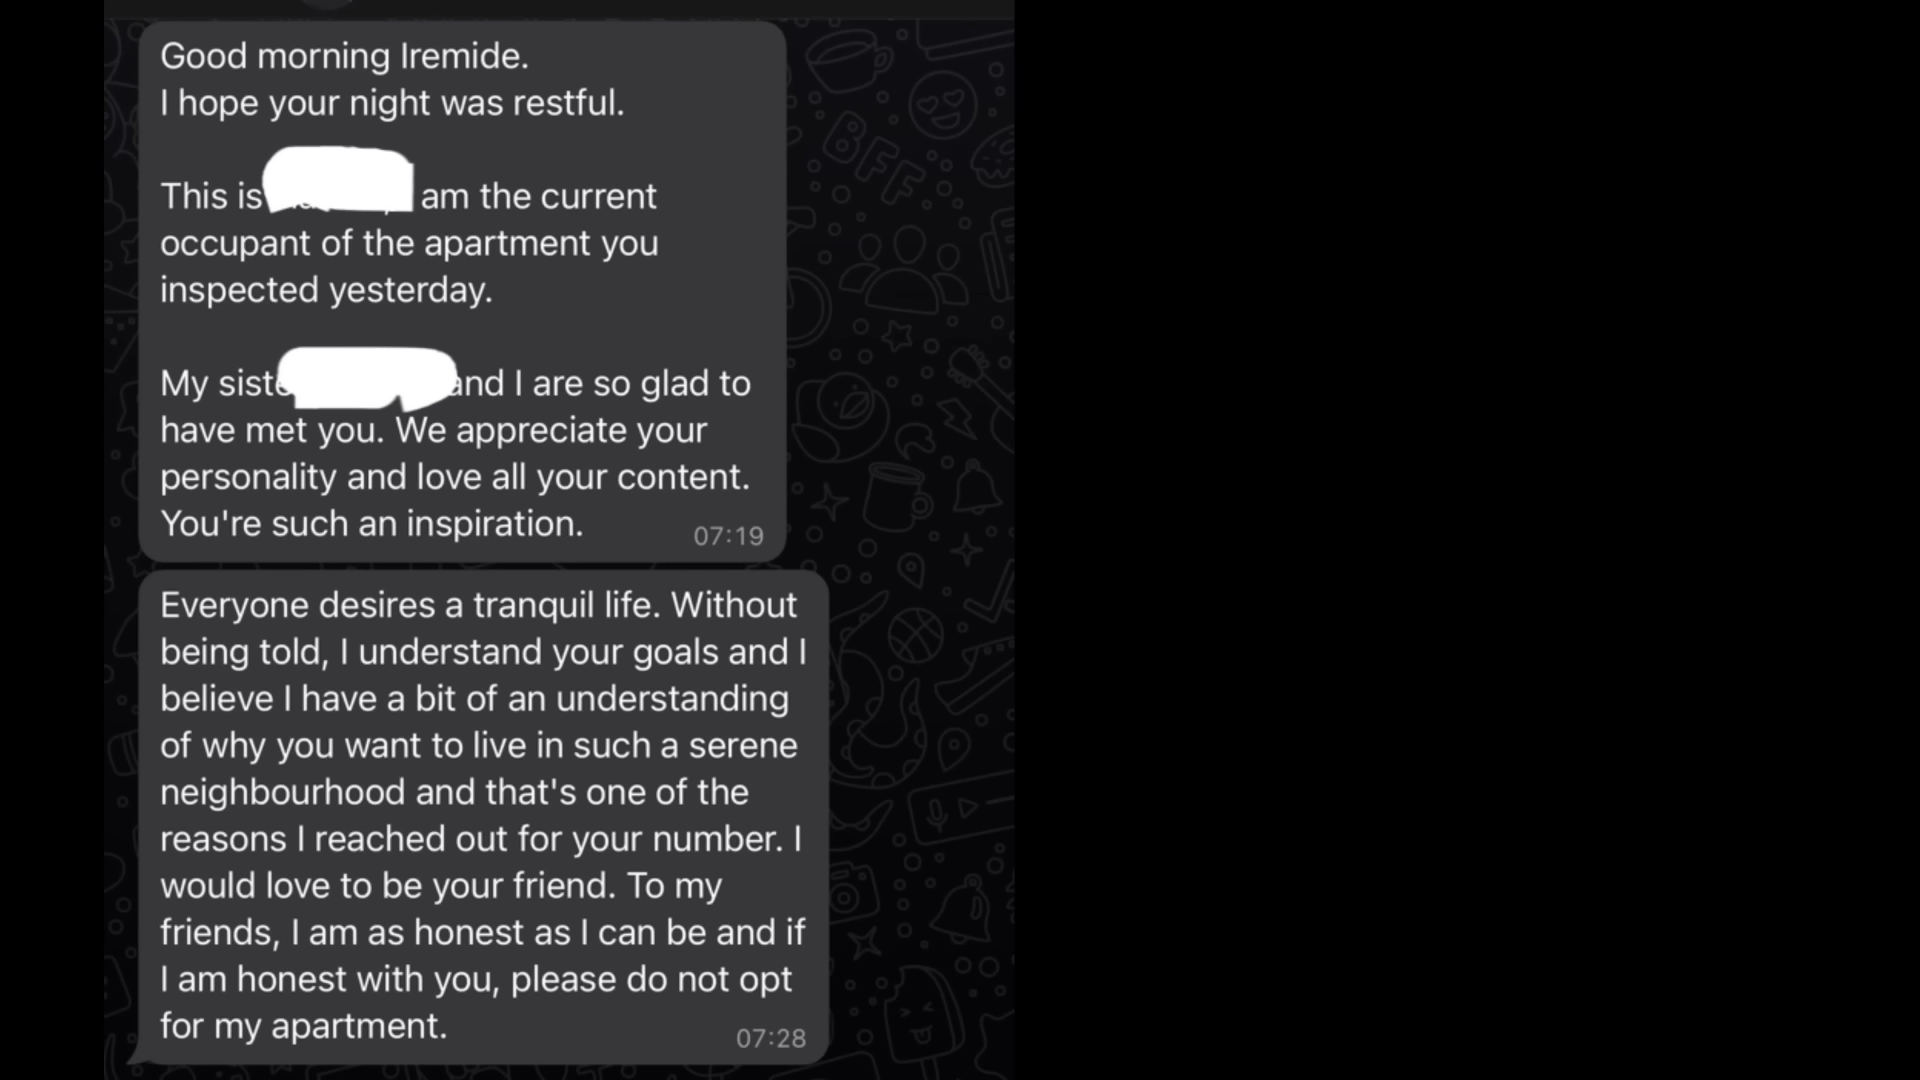 Good morning Iremide.
I hope your night was restful.
This is am the current
occupant of the apartment you
inspected yesterday.
My siste and I are so glad to
have met you. We appreciate your
personality and love all your content.
You're such an inspiration.
07:19
Everyone desires a tranquil life. Without
being told, I understand your goals and I
believe I have a bit of an understanding
of why you want to live in such a serene
neighbourhood and that's one of the
reasons I reached out for your number. I
would love to be your friend. To my
friends, I am as honest as I can be and if
I am honest with you, please do not opt
for my apartment.
07:28